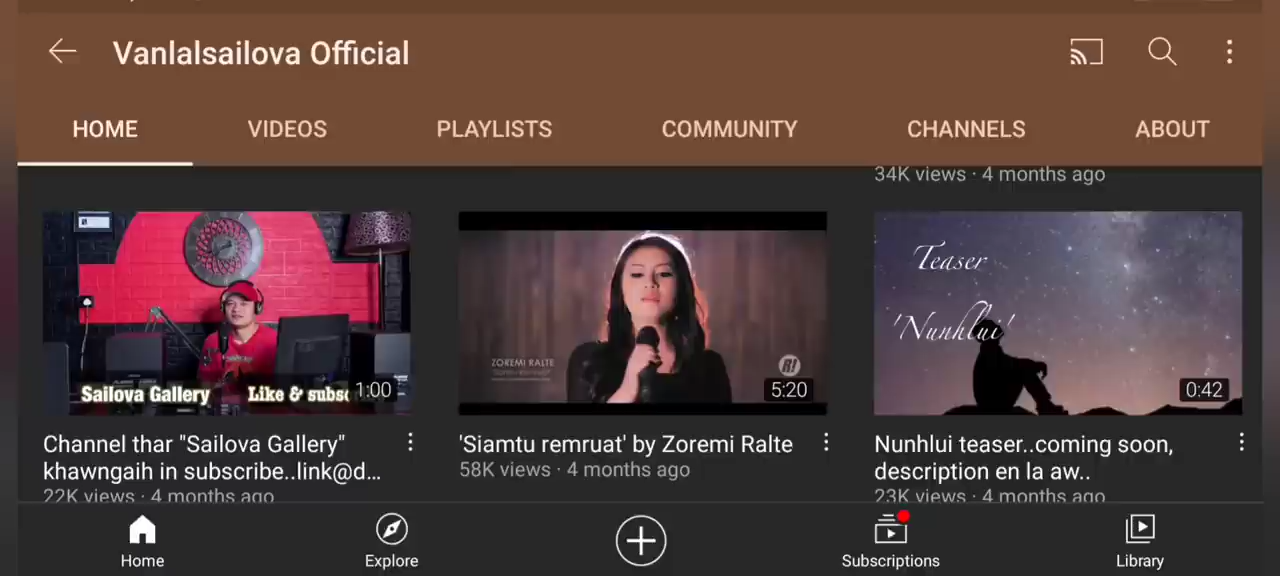 Vanlalsailova Official
HOME VIDEOS PLAYLISTS COMMUNITY CHANNELS ABOUT
34K views · 4 months ago
Sailova Gallery Like & subsc 1:00
ZOREMI RALTE
R!
5:20
Teaser
'Nunhlui'
0:42
Channel thar "Sailova Gallery"
khawngaih in subscribe..link@d...
22K views · 4 months ago
'Siamtu remruat' by Zoremi Ralte
58K views · 4 months ago
Nunhlui teaser..coming soon,
description en la aw..
23K views · 4 months ago
Home Explore Subscriptions Library